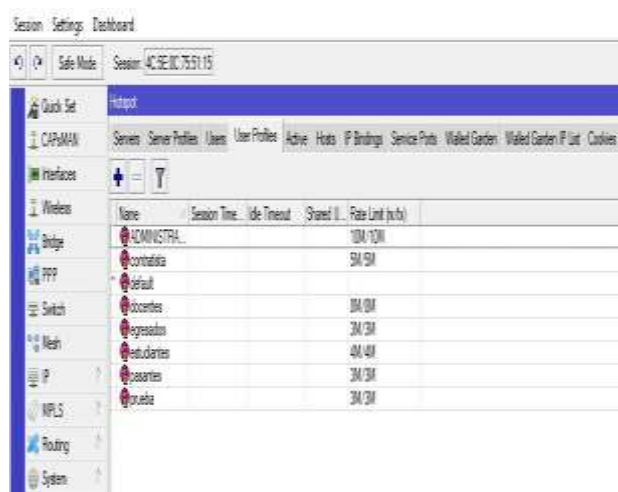 Session Settings Dashboard
Safe Mode Session: 4C:5E:0C:75:51:15
Quick Set
CAPsMAN
Interfaces
Wireless
Bridge
PPP
Switch
Mesh
IP
MPLS
Routing
System
Hotspot
Servers Server Profiles Users User Profiles Active Hosts IP Bindings Service Ports Walled Garden Walled Garden IP List Cookies
Name Session Time... Idle Timeout Shared U... Rate Limit (rx/tx)
ADMINISTRA... 10M/10M
contratista 5M/5M
* default
docentes
egresados 3M/3M
estudiantes 4M/4M
pasantes 3M/3M
prueba 3M/3M